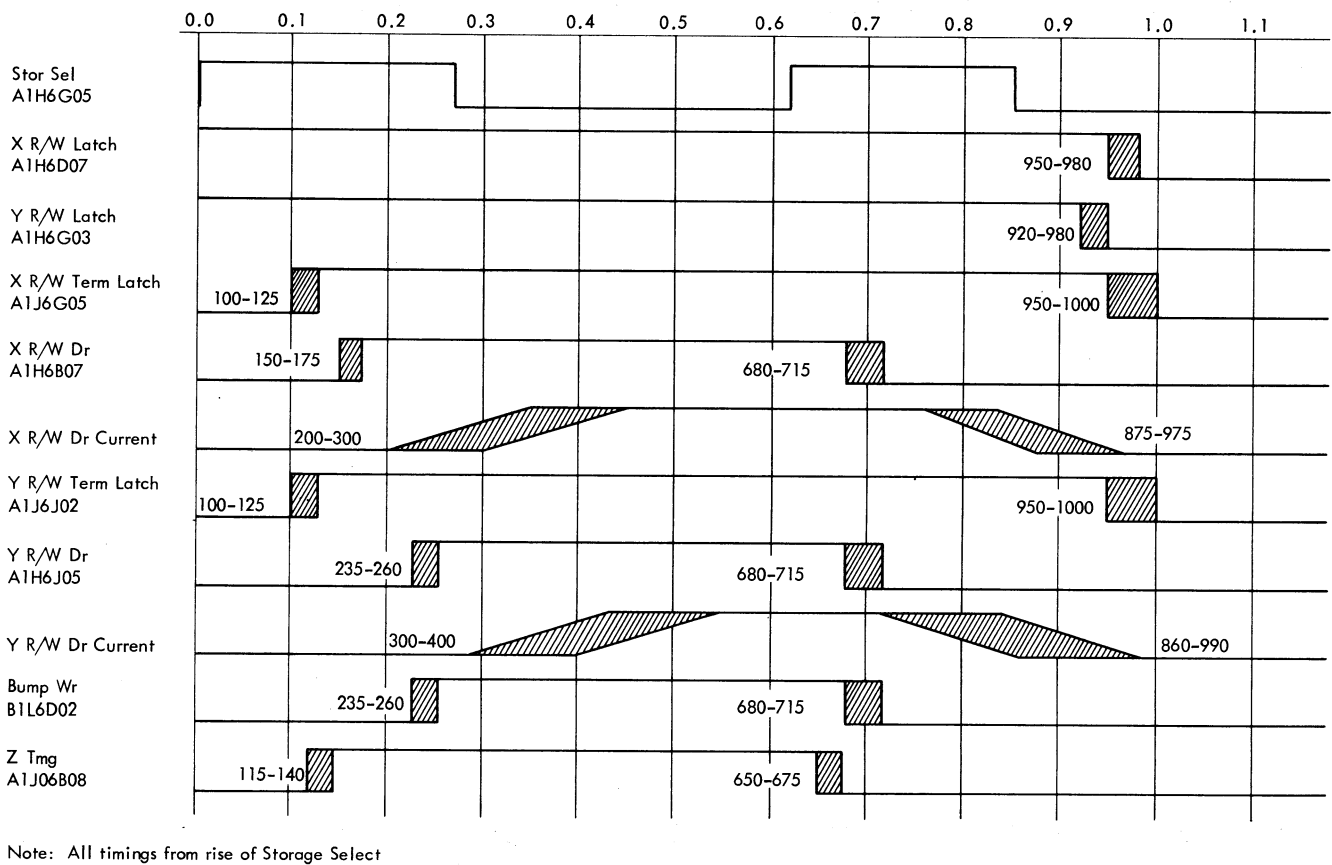 0.0 0.1 0.2 0.3 0.4 0.5 0.6 0.7 0.8 0.9 1.0 1.1
Stor Sel
A1H6G05
X R/W Latch
A1H6D07
950-980
Y R/W Latch
A1H6G03
920-980
X R/W Term Latch
A1J6G05
100-125
950-1000
X R/W Dr
A1H6B07
150-175
680-715
X R/W Dr Current
200-300
875-975
Y R/W Term Latch
A1J6J02
100-125
950-1000
Y R/W Dr
A1H6J05
235-260
680-715
Y R/W Dr Current
300-400
860-990
Bump Wr
B1L6D02
235-260
680-715
Z Tmg
A1J06B08
115-140
650-675
Note: All timings from rise of Storage Select